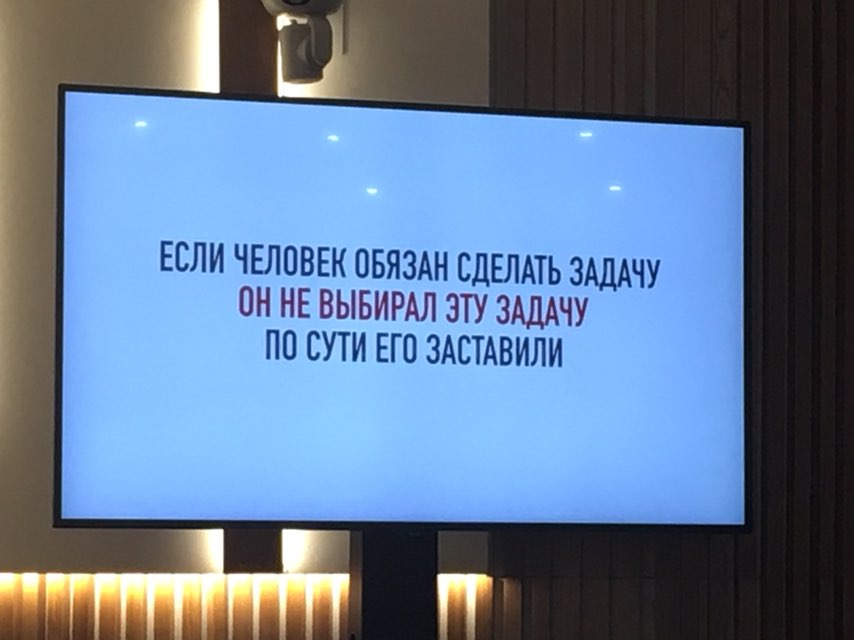 ЕСЛИ ЧЕЛОВЕК ОБЯЗАН СДЕЛАТЬ ЗАДАЧУ
ОН НЕ ВЫБИРАЛ ЭТУ ЗАДАЧУ
ПО СУТИ ЕГО ЗАСТАВИЛИ